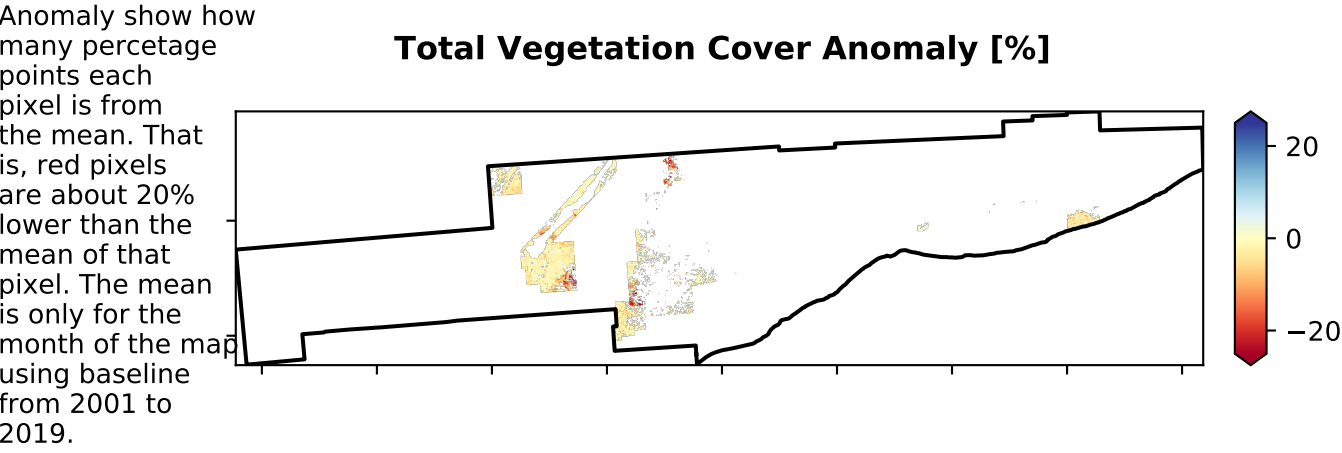 Anomaly show how
many percetage
points each
pixel is from
the mean. That
is, red pixels
are about 20%
lower than the
mean of that
pixel. The mean
is only for the
month of the map
using baseline
from 2001 to
2019.
Total Vegetation Cover Anomaly [%]
20
0
−20